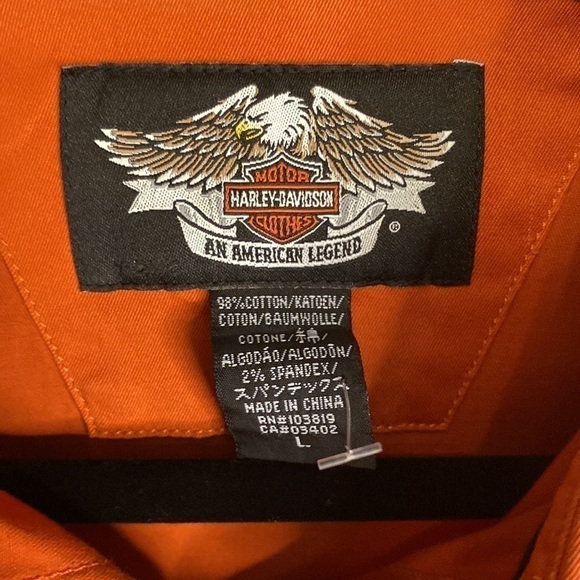 MOTOR
HARLEY-DAVIDSON
CLOTHES
®
AN AMERICAN LEGEND
98%COTTON/KATOEN/
COTON/BAUMWOLLE/
COTONE/綿/
ALGODÃO/ALGODÓN/
2% SPANDEX/
スパンデックス
MADE IN CHINA
RN#103819
CA#03402
L